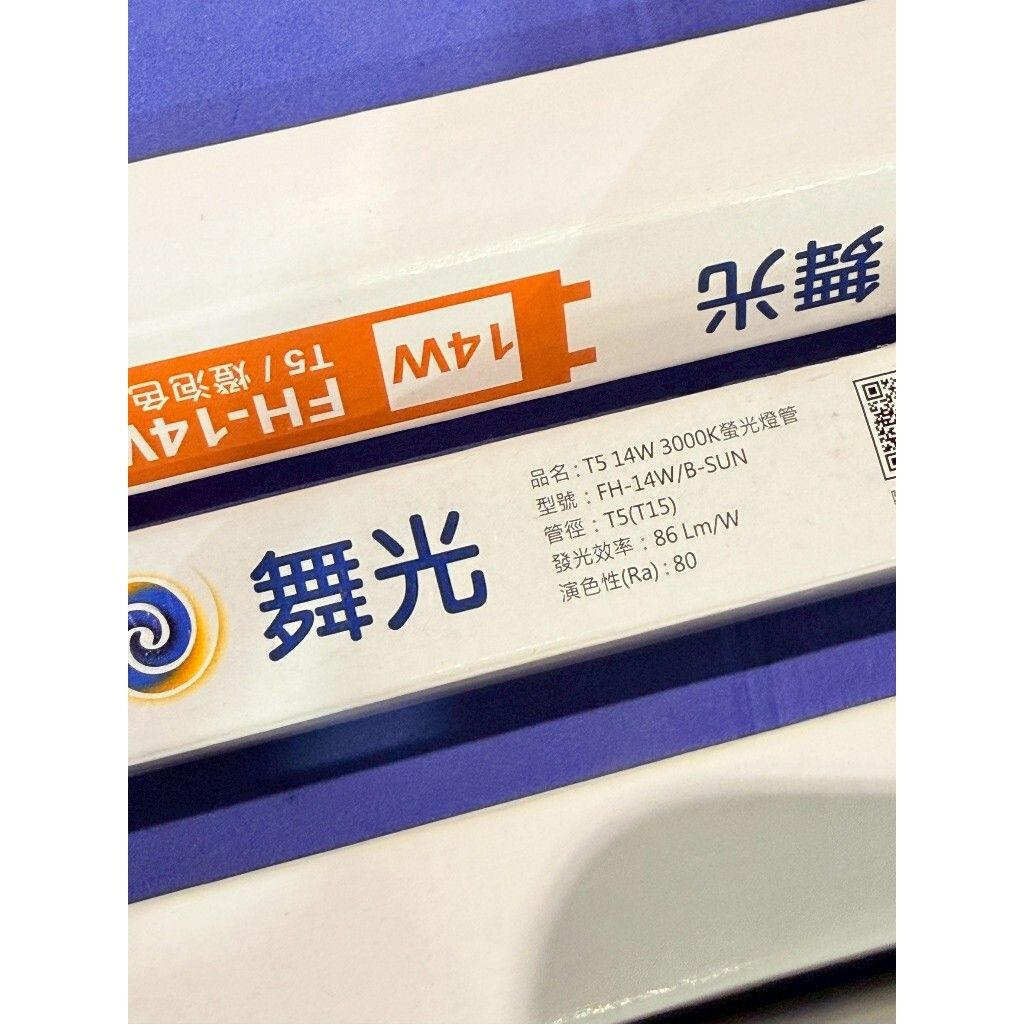 舞光
14W
FH-14W
T5 / 燈泡色
舞光
品名 : T5 14W 3000K螢光燈管
型號 : FH-14W/B-SUN
管徑 : T5(T15)
發光效率 : 86 Lm/W
演色性(Ra) : 80